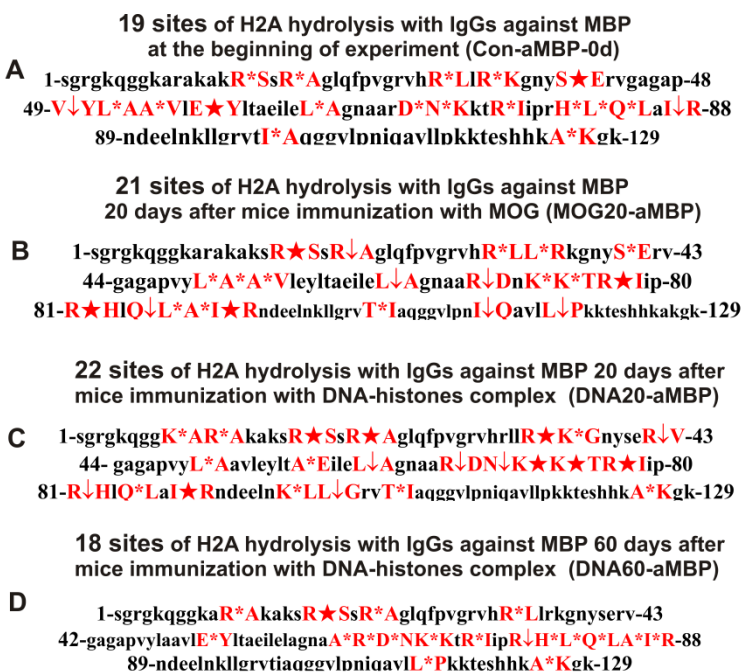 19 sites of H2A hydrolysis with IgGs against MBP
at the beginning of experiment (Con-aMBP-0d)
A
1-sgrgkqggkarakakR*SsR*AglqfpvgrvhR*LlR*KgnyS★Ervgagap-48
49-V↓YL*AA*VlE★YltaeileL*AgnaarD*N*KktR*IiprH*L*Q*LaI↓R-88
89-ndeelnkllgrvtI*AqggvlpniqavllpkkteshhkA*Kgk-129
21 sites of H2A hydrolysis with IgGs against MBP
20 days after mice immunization with MOG (MOG20-aMBP)
B
1-sgrgkqggkarakaksR★SsR↓AglqfpvgrvhR*LL*RkgnyS*Erv-43
44-gagapvyL*A*A*VleyltaeileL↓AgnaaR↓DnK*K*TR★Iip-80
81-R★HlQ↓L*A*I★RndeelnkllgrvT*IaqggvlpnI↓QavlL↓Pkkteshhkakgk-129
22 sites of H2A hydrolysis with IgGs against MBP 20 days after
mice immunization with DNA-histones complex (DNA20-aMBP)
C
1-sgrgkqggK*AR*AkaksR★SsR★AglqfpvgrvhrllR★K*GnyseR↓V-43
44- gagapvyL*AavleyltA*EileL↓AgnaaR↓DN↓K★K★TR★Iip-80
81-R↓HlQ*LaI★RndeelnK*LL↓GrvT*IaqggvlpniqavllpkkteshhkA*Kgk-129
18 sites of H2A hydrolysis with IgGs against MBP 60 days after
mice immunization with DNA-histones complex (DNA60-aMBP)
D
1-sgrgkqggkaR*AkaksR★SsR*AglqfpvgrvhR*Llrkgnyserv-43
42-gagapvylaavlE*YltaeilelagnaA*R*D*NK*KtR*IipR↓H*L*Q*LA*I*R-88
89-ndeelnkllgrvtiaqggvlpniqavlL*PkkteshhkA*Kgk-129